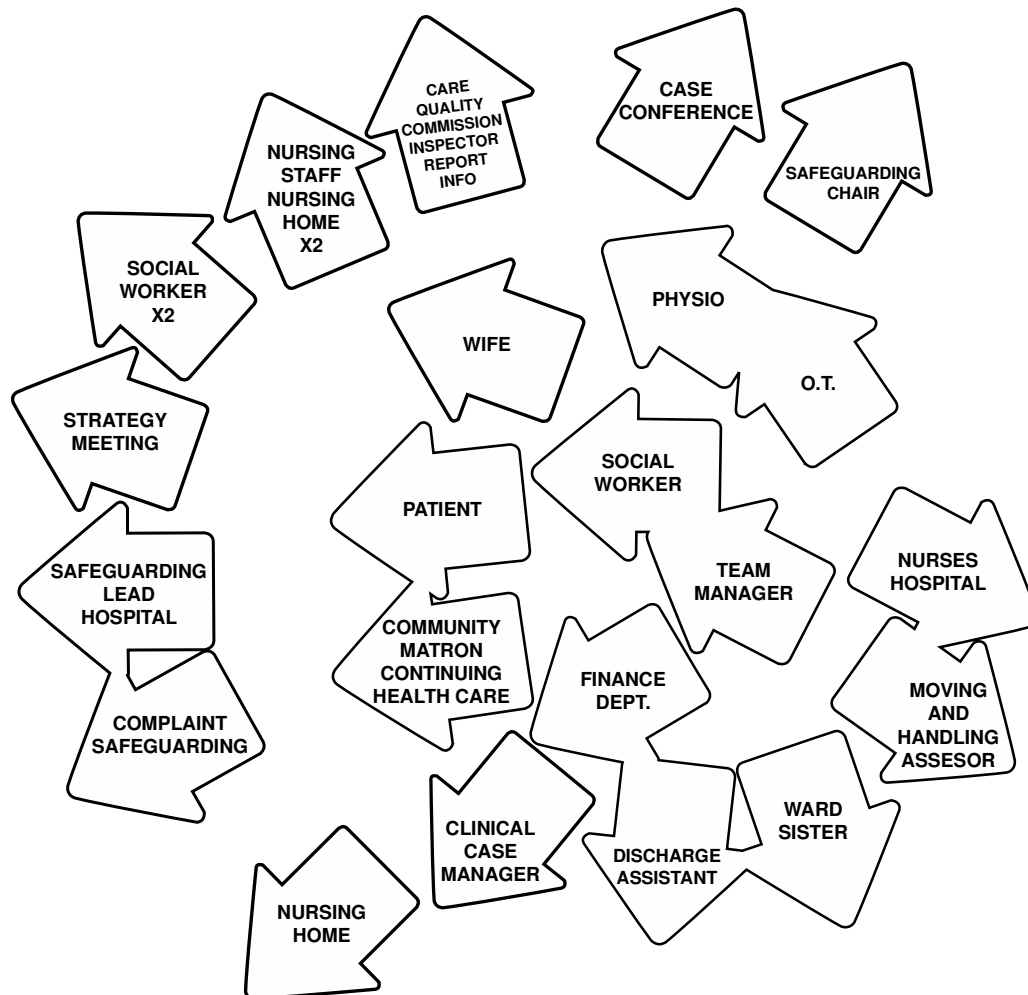 CARE
QUALITY
COMMISSION
INSPECTOR
REPORT
INFO
CASE
CONFERENCE
SAFEGUARDING
CHAIR
NURSING
STAFF
NURSING
HOME
X2
SOCIAL
WORKER
X2
WIFE
PHYSIO
O.T.
STRATEGY
MEETING
PATIENT
SOCIAL
WORKER
TEAM
MANAGER
NURSES
HOSPITAL
SAFEGUARDING
LEAD
HOSPITAL
COMMUNITY
MATRON
CONTINUING
HEALTH CARE
FINANCE
DEPT.
MOVING
AND
HANDLING
ASSESOR
COMPLAINT
SAFEGUARDING
CLINICAL
CASE
MANAGER
DISCHARGE
ASSISTANT
WARD
SISTER
NURSING
HOME